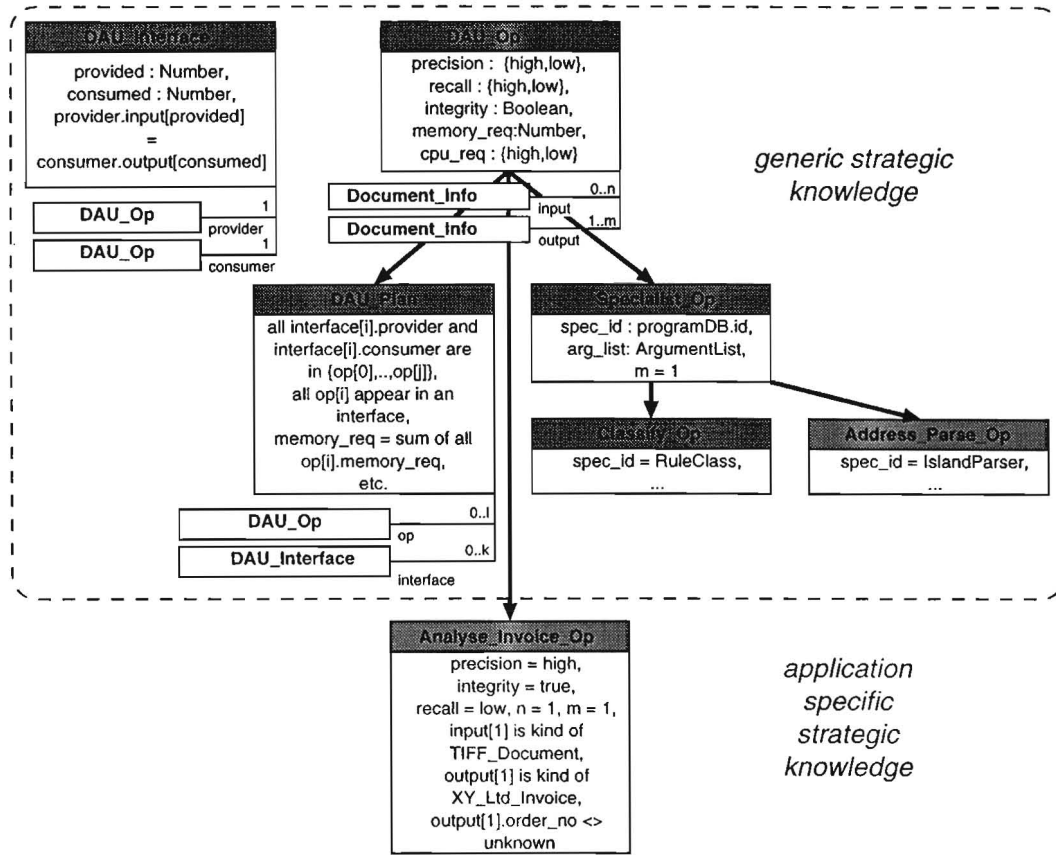 DAU_Interface
provided : Number,
consumed : Number,
provider.input[provided]
=
consumer.output[consumed]
DAU_Op
1
provider
DAU_Op
1
consumer
DAU_Op
precision : {high,low},
recall : {high,low},
integrity : Boolean,
memory_req:Number,
cpu_req : {high,low}
Document_Info
0..n
input
Document_Info
1..m
output
generic strategic
knowledge
DAU_Plan
all interface[i].provider and
interface[i].consumer are
in {op[0],..,op[j]},
all op[i] appear in an
interface,
memory_req = sum of all
op[i].memory_req,
etc.
DAU_Op
0..l
op
DAU_Interface
0..k
interface
Specialist_Op
spec_id : programDB.id,
arg_list: ArgumentList,
m = 1
Classify_Op
spec_id = RuleClass,
...
Address_Parse_Op
spec_id = IslandParser,
...
Analyse_Invoice_Op
precision = high,
integrity = true,
recall = low, n = 1, m = 1,
input[1] is kind of
TIFF_Document,
output[1] is kind of
XY_Ltd_Invoice,
output[1].order_no <>
unknown
application
specific
strategic
knowledge